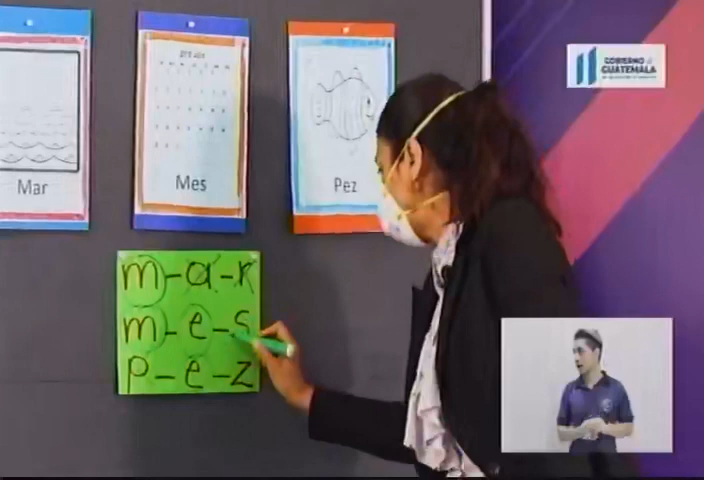 GOBIERNO de
GUATEMALA
Mar
Mes
Pez
m-a-r
m-e-s
p-e-z